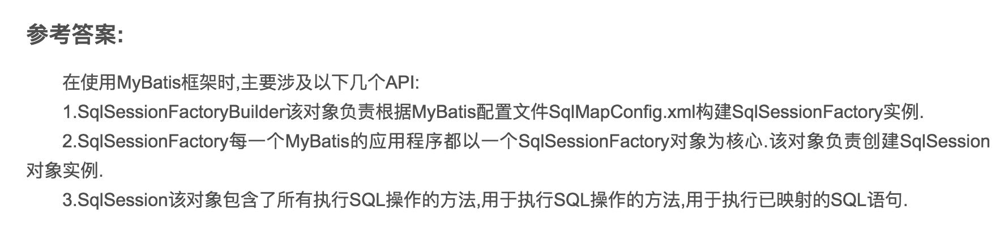 参考答案:
在使用MyBatis框架时,主要涉及以下几个API:
1.SqlSessionFactoryBuilder该对象负责根据MyBatis配置文件SqlMapConfig.xml构建SqlSessionFactory实例.
2.SqlSessionFactory每一个MyBatis的应用程序都以一个SqlSessionFactory对象为核心.该对象负责创建SqlSession
对象实例.
3.SqlSession该对象包含了所有执行SQL操作的方法,用于执行SQL操作的方法,用于执行已映射的SQL语句.